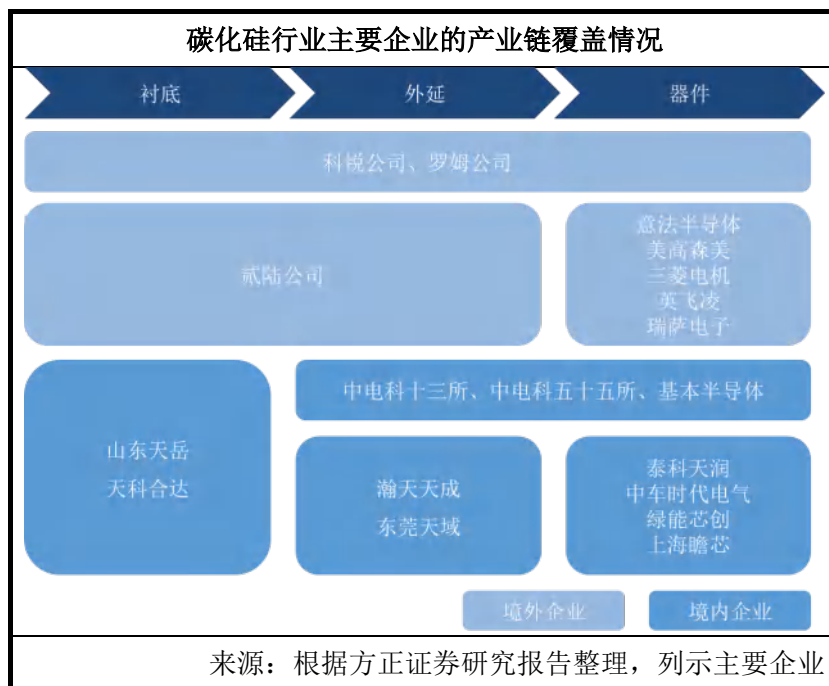 碳化硅行业主要企业的产业链覆盖情况
衬底
外延
器件
科锐公司、罗姆公司
贰陆公司
意法半导体
美高森美
三菱电机
英飞凌
瑞萨电子
山东天岳
天科合达
中电科十三所、中电科五十五所、基本半导体
瀚天天成
东莞天域
泰科天润
中车时代电气
绿能芯创
上海瞻芯
境外企业
境内企业
来源：根据方正证券研究报告整理，列示主要企业